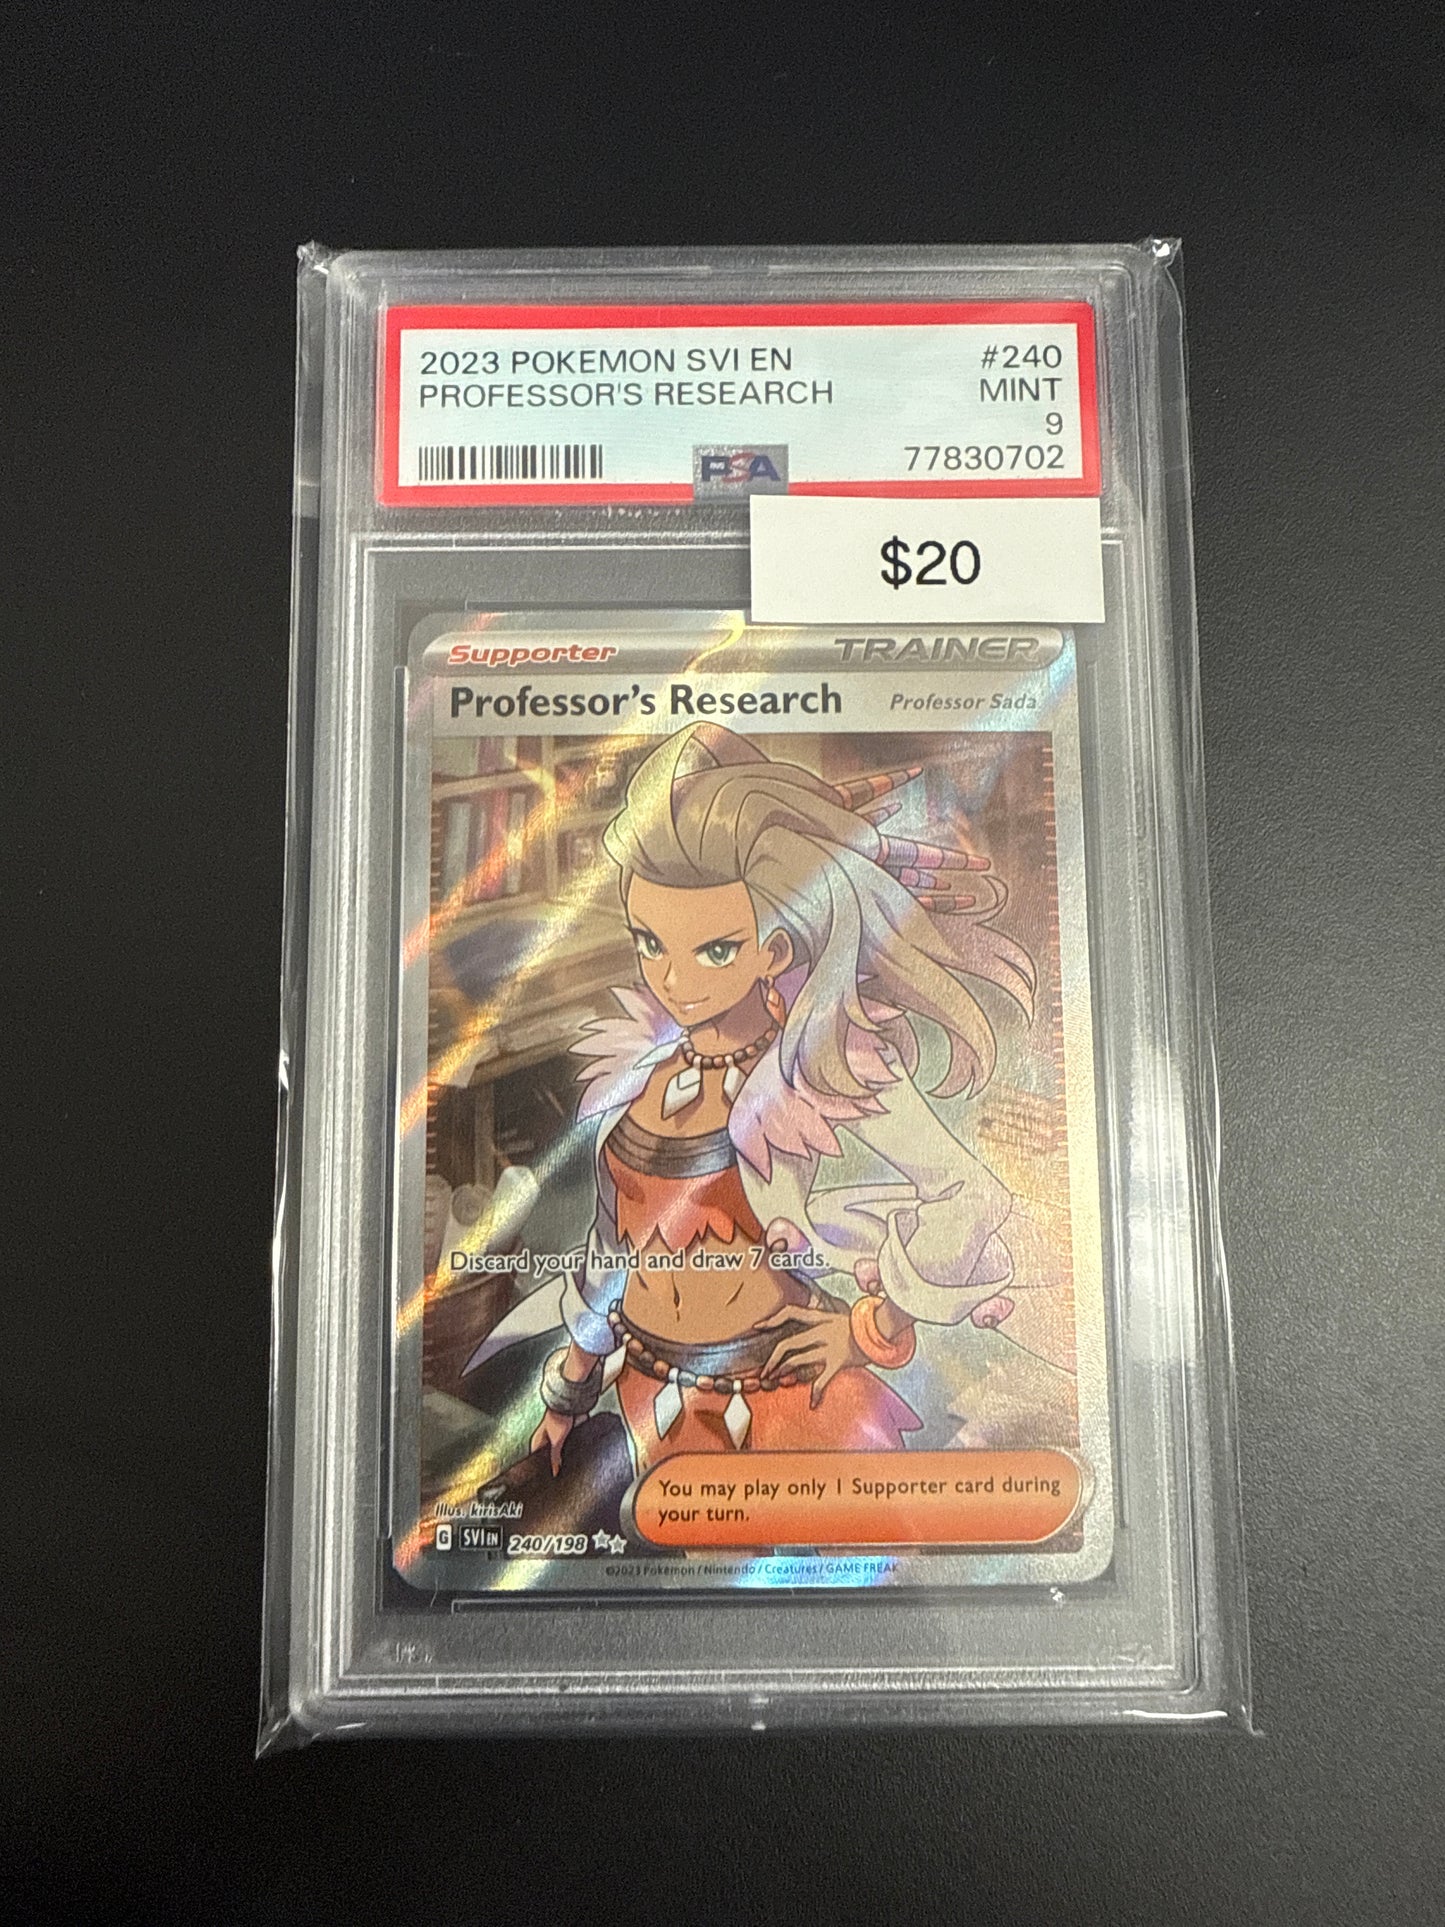 2023 POKEMON SVI EN #240
PROFESSOR'S RESEARCH MINT
9
PSA 77830702
$20
Supporter TRAINER
Professor's Research Professor Sada
Discard your hand and draw 7 cards.
You may play only 1 Supporter card during
your turn.
Illus. kirisAki
G SVI EN 240/198
©2023 Pokémon / Nintendo / Creatures / GAME FREAK